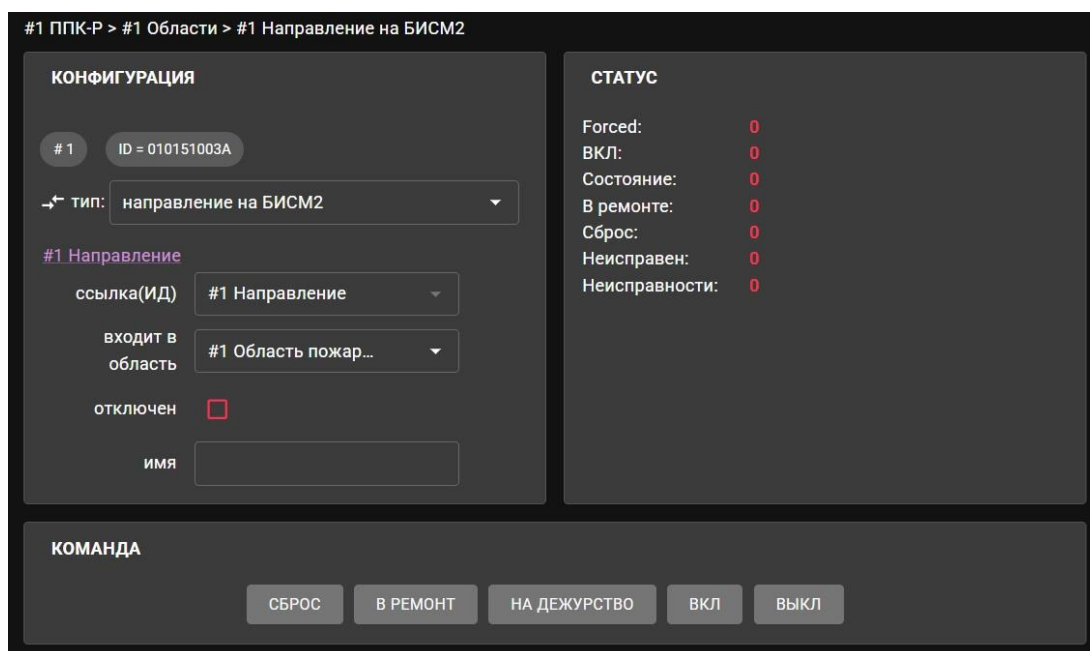 #1 ППК-Р > #1 Области > #1 Направление на БИСМ2
КОНФИГУРАЦИЯ
# 1
ID = 010151003A
тип: направление на БИСМ2
#1 Направление
ссылка(ИД) #1 Направление
входит в
область
#1 Область пожар...
отключен
имя
СТАТУС
Forced: 0
ВКЛ: 0
Состояние: 0
В ремонте: 0
Сброс: 0
Неисправен: 0
Неисправности: 0
КОМАНДА
СБРОС В РЕМОНТ НА ДЕЖУРСТВО ВКЛ ВЫКЛ